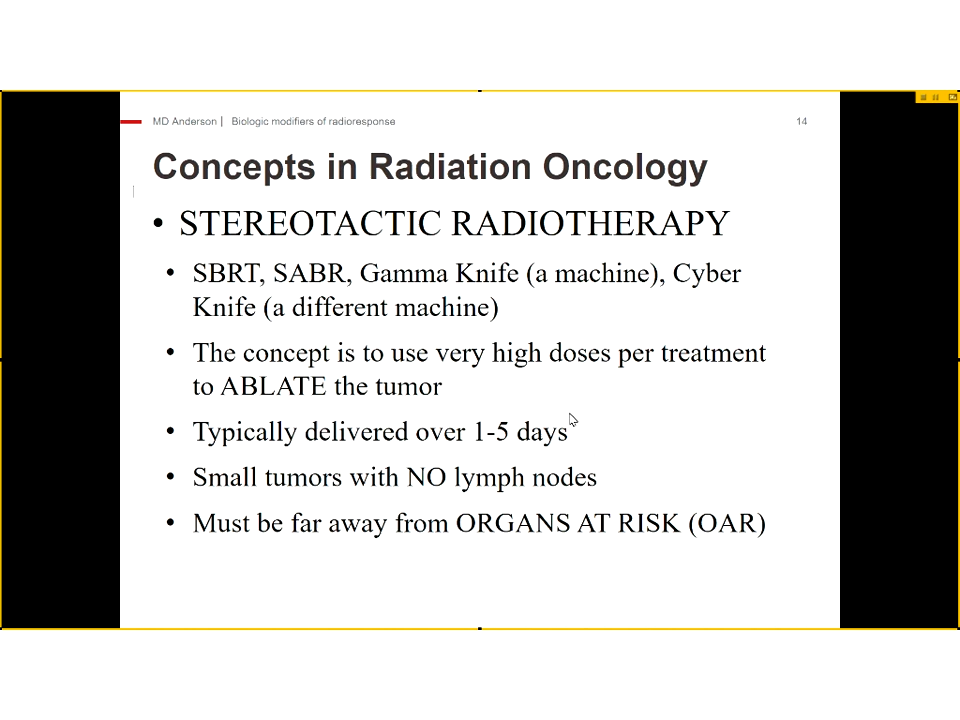 MD Anderson | Biologic modifiers of radioresponse 14
Concepts in Radiation Oncology
• STEREOTACTIC RADIOTHERAPY
• SBRT, SABR, Gamma Knife (a machine), Cyber
Knife (a different machine)
• The concept is to use very high doses per treatment
to ABLATE the tumor
• Typically delivered over 1-5 days
• Small tumors with NO lymph nodes
• Must be far away from ORGANS AT RISK (OAR)